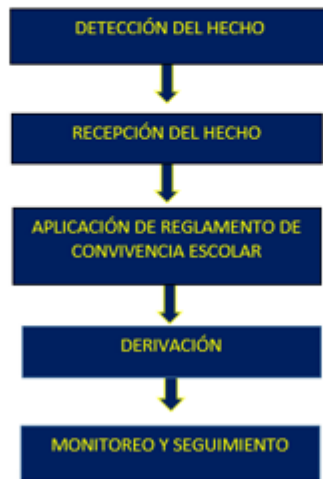 DETECCIÓN DEL HECHO
RECEPCIÓN DEL HECHO
APLICACIÓN DE REGLAMENTO DE
CONVIVENCIA ESCOLAR
DERIVACIÓN
MONITOREO Y SEGUIMIENTO